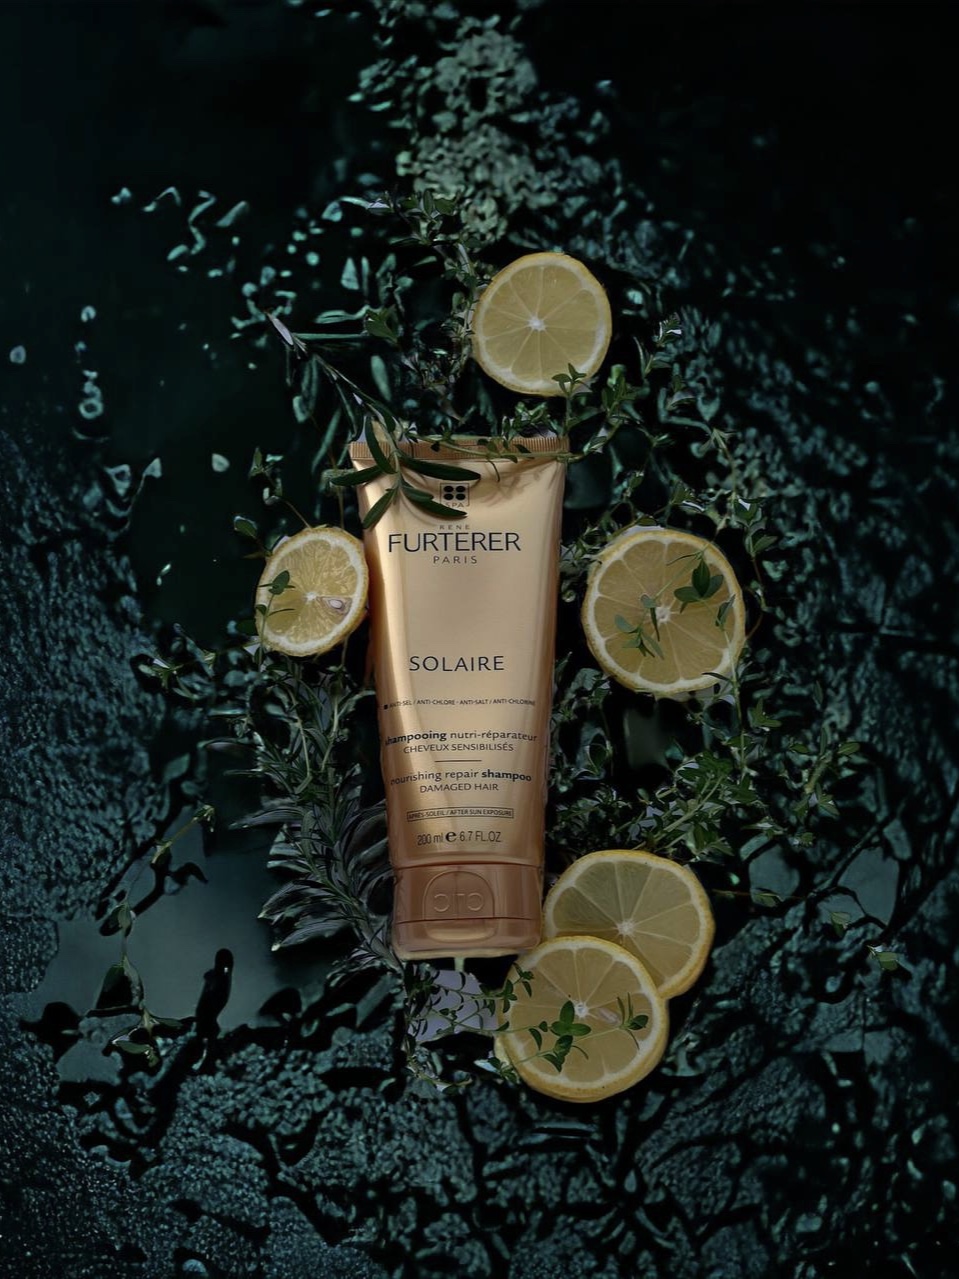 SPA
RENE
FURTERER
PARIS
SOLAIRE
ANTI-SEL / ANTI-CHLORE - ANTI-SALT / ANTI-CHLORINE
shampooing nutri-réparateur
CHEVEUX SENSIBILISÉS
nourishing repair shampoo
DAMAGED HAIR
APRÈS-SOLEIL / AFTER SUN EXPOSURE
200 ml e 6.7 FL.OZ